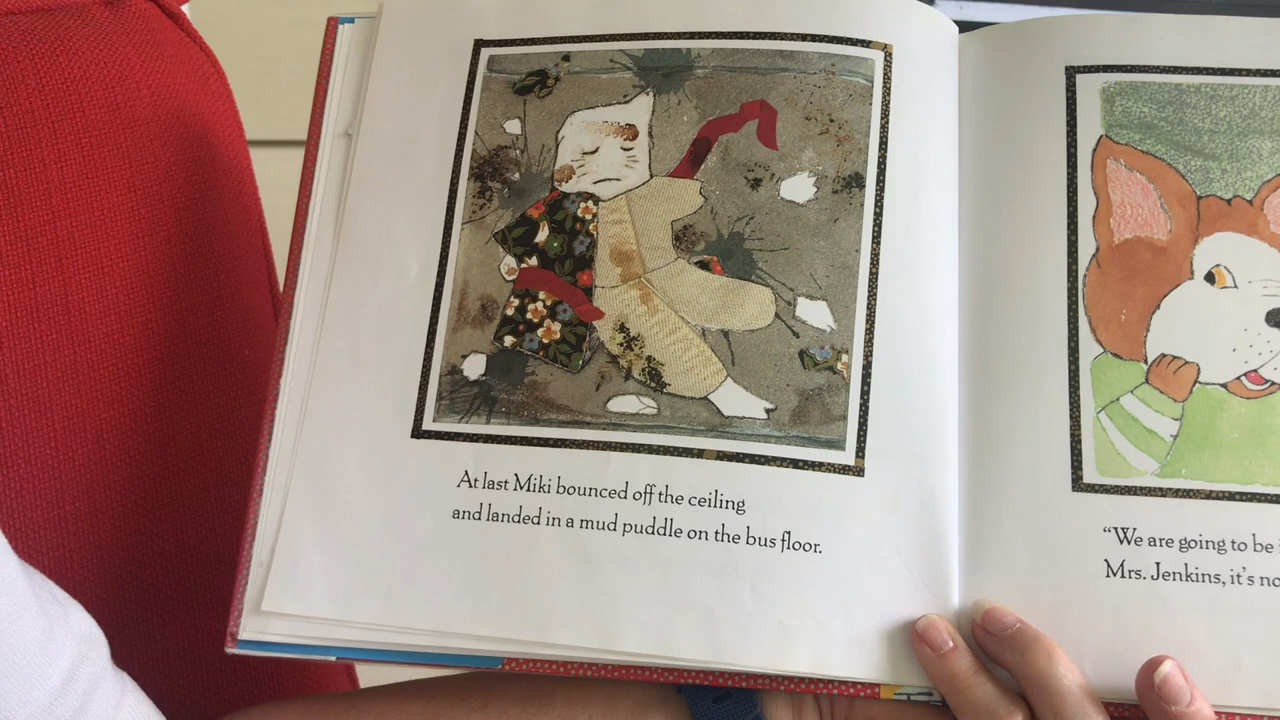 At last Miki bounced off the ceiling
and landed in a mud puddle on the bus floor.
“We are going to be
Mrs. Jenkins, it's